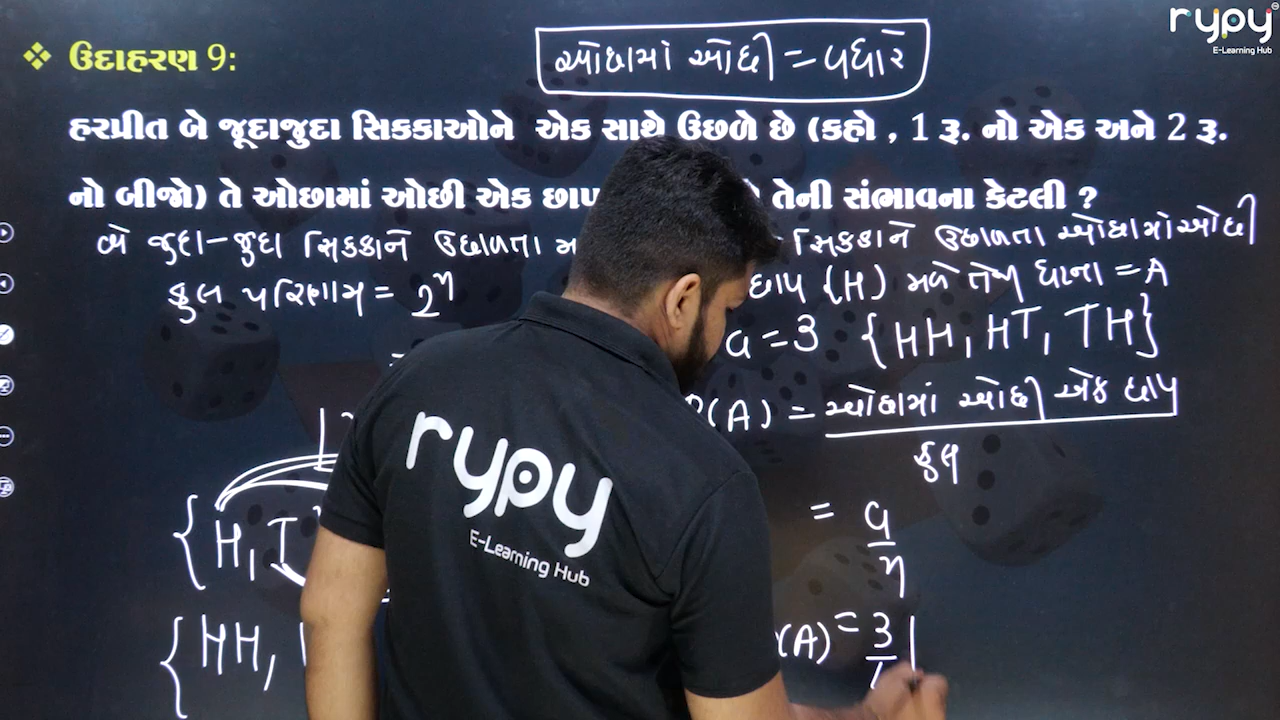 rypy
E-Learning Hub
❖ ઉદાહરણ 9:
ઓછામાં ઓછી = વધારે
હરપ્રીત બે જૂદાજુદા સિકકાઓને એક સાથે ઉછળે છે (કહો , 1 રૂ. નો એક અને 2 રૂ.
નો બીજો) તે ઓછામાં ઓછી એક છાપ તેની સંભાવના કેટલી ?
બે જુદા-જુદા સિક્કાને ઉછાળતા
કુલ પરિણામ = 2ⁿ
{H, T
{HH,
સિક્કાને ઉછાળતા ઓછામાં ઓછી
છાપ (H) મળે તેનુ ઘટના = A
a = 3 {HH, HT, TH}
P(A) = ઓછામાં ઓછી એક છાપ
કુલ
= a/n
(A) = 3/
rypy
E-Learning Hub